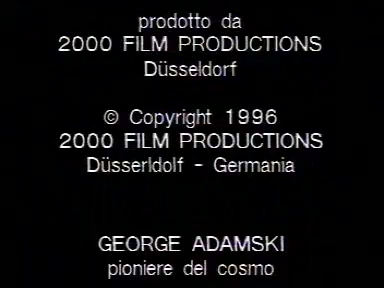 prodotto da
2000 FILM PRODUCTIONS
Düsseldorf
© Copyright 1996
2000 FILM PRODUCTIONS
Düsserldolf - Germania
GEORGE ADAMSKI
pioniere del cosmo